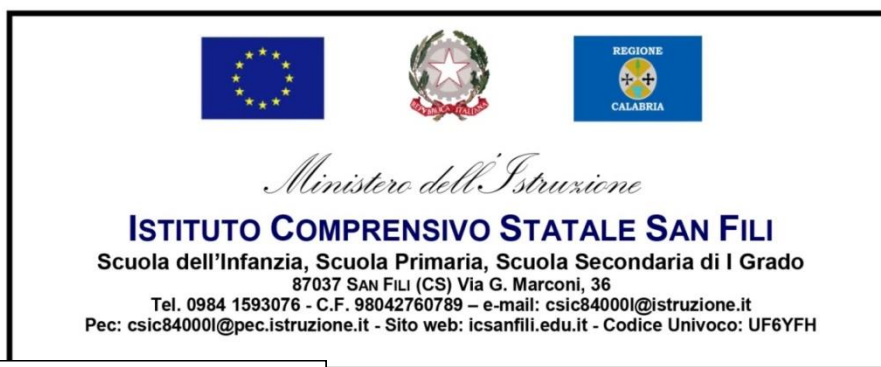 REGIONE
CALABRIA
REPVBBLICA ITALIANA
Ministero dell'Istruzione
ISTITUTO COMPRENSIVO STATALE SAN FILI
Scuola dell'Infanzia, Scuola Primaria, Scuola Secondaria di I Grado
87037 SAN FILI (CS) Via G. Marconi, 36
Tel. 0984 1593076 - C.F. 98042760789 – e-mail: csic84000l@istruzione.it
Pec: csic84000l@pec.istruzione.it - Sito web: icsanfili.edu.it - Codice Univoco: UF6YFH